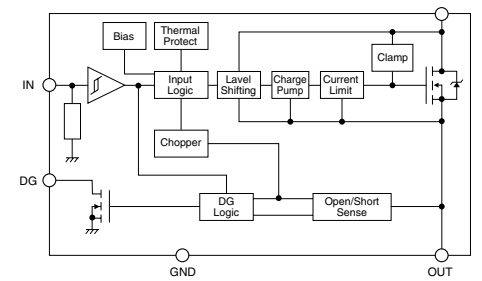 Bias
Thermal
Protect
Clamp
IN
Input
Logic
Lavel
Shifting
Charge
Pump
Current
Limit
Chopper
DG
DG
Logic
Open/Short
Sense
GND
OUT